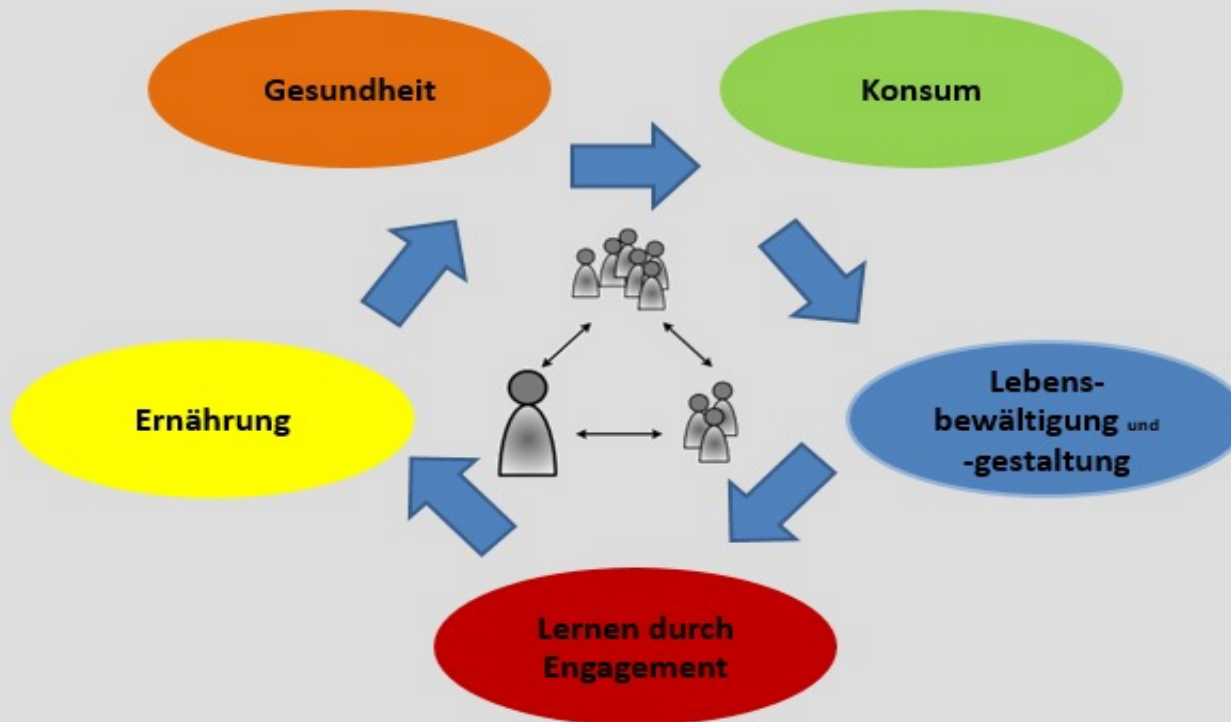 Gesundheit
Konsum
Ernährung
Lebens-
bewältigung und
-gestaltung
Lernen durch
Engagement